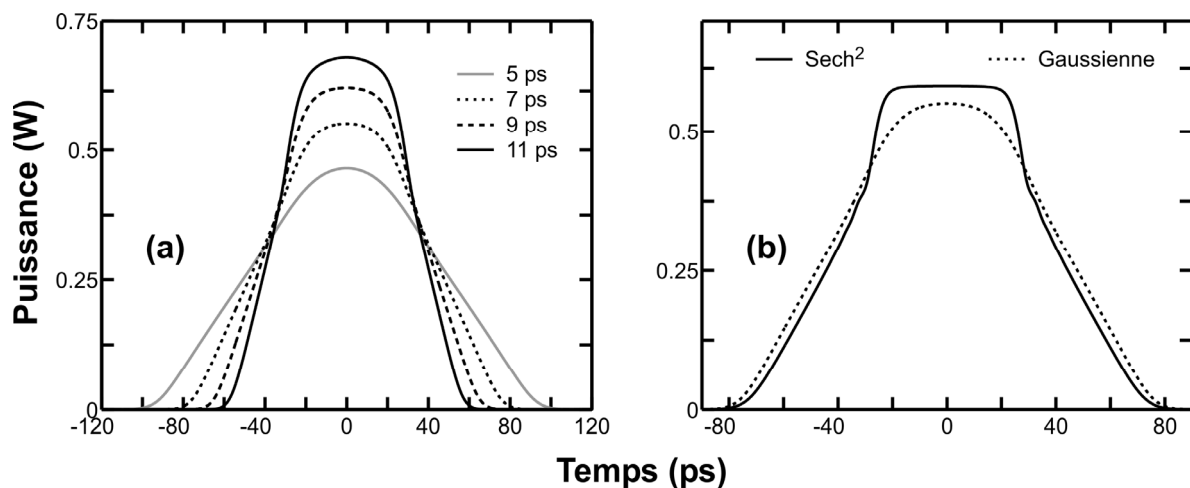 0.75
0.5
0.25
0
Puissance (W)
(a)
5 ps
7 ps
9 ps
11 ps
-120 -80 -40 0 40 80 120
Sech²
Gaussienne
0.5
0.25
0
(b)
-80 -40 0 40 80
Temps (ps)